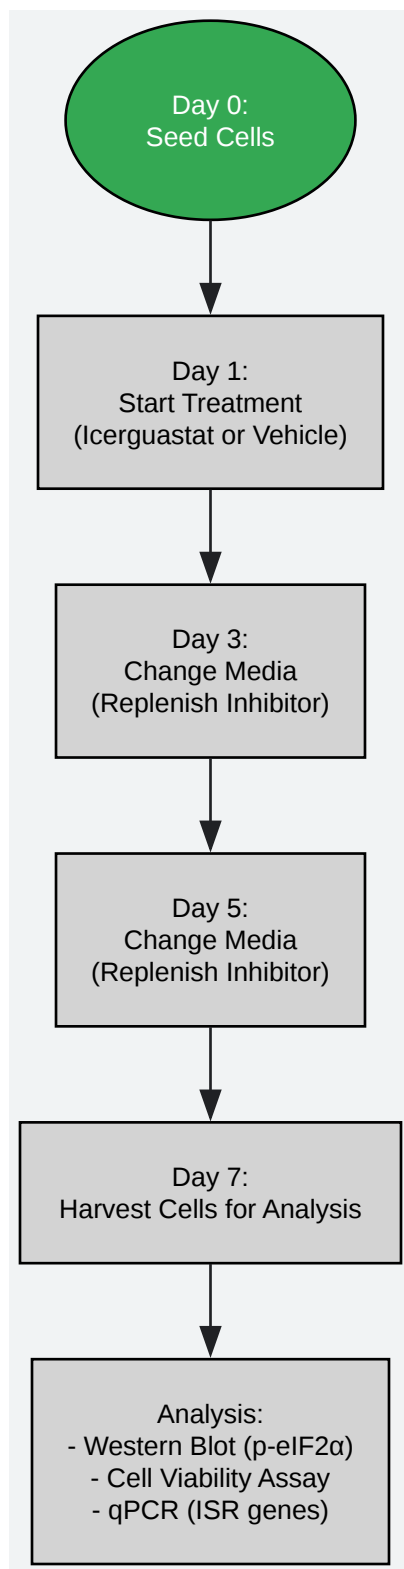 Day 0:
Seed Cells
Day 1:
Start Treatment
(Icerguastat or Vehicle)
Day 3:
Change Media
(Replenish Inhibitor)
Day 5:
Change Media
(Replenish Inhibitor)
Day 7:
Harvest Cells for Analysis
Analysis:
- Western Blot (p-eIF2α)
- Cell Viability Assay
- qPCR (ISR genes)